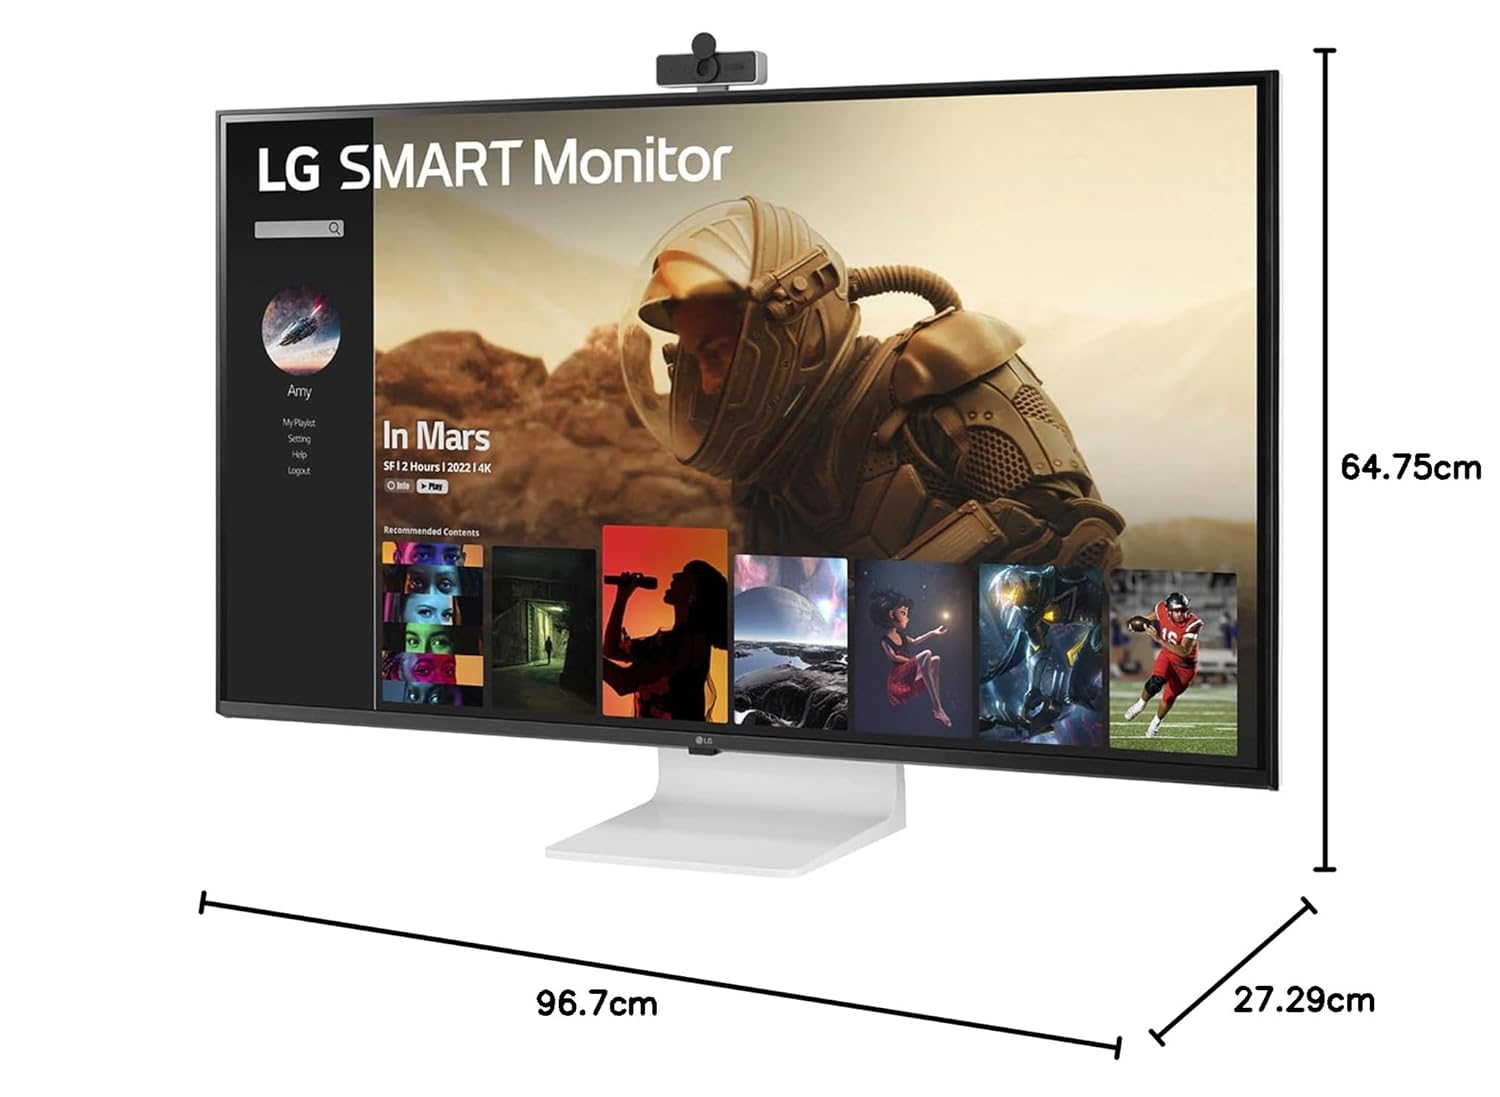 LG SMART Monitor
Amy
My Playlist
Setting
Help
Logout
In Mars
SF | 2 Hours | 2022 | 4K
Info
Play
Recommended Contents
16
LG
64.75cm
96.7cm
27.29cm